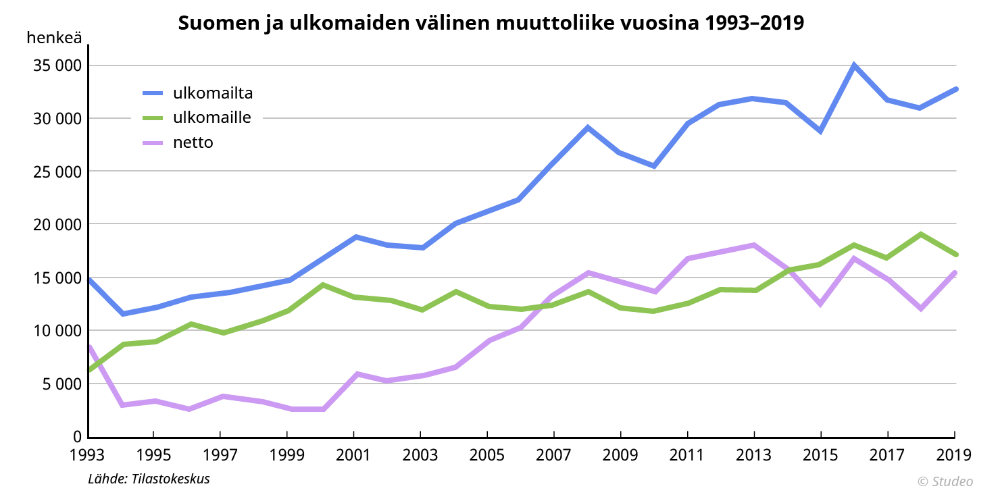 Suomen ja ulkomaiden välinen muuttoliike vuosina 1993–2019
henkeä
35 000
ulkomailta
30 000
ulkomaille
netto
25 000
20 000
15 000
10 000
5 000
0
1993 1995 1997 1999 2001 2003 2005 2007 2009 2011 2013 2015 2017 2019
Lähde: Tilastokeskus
© Studeo